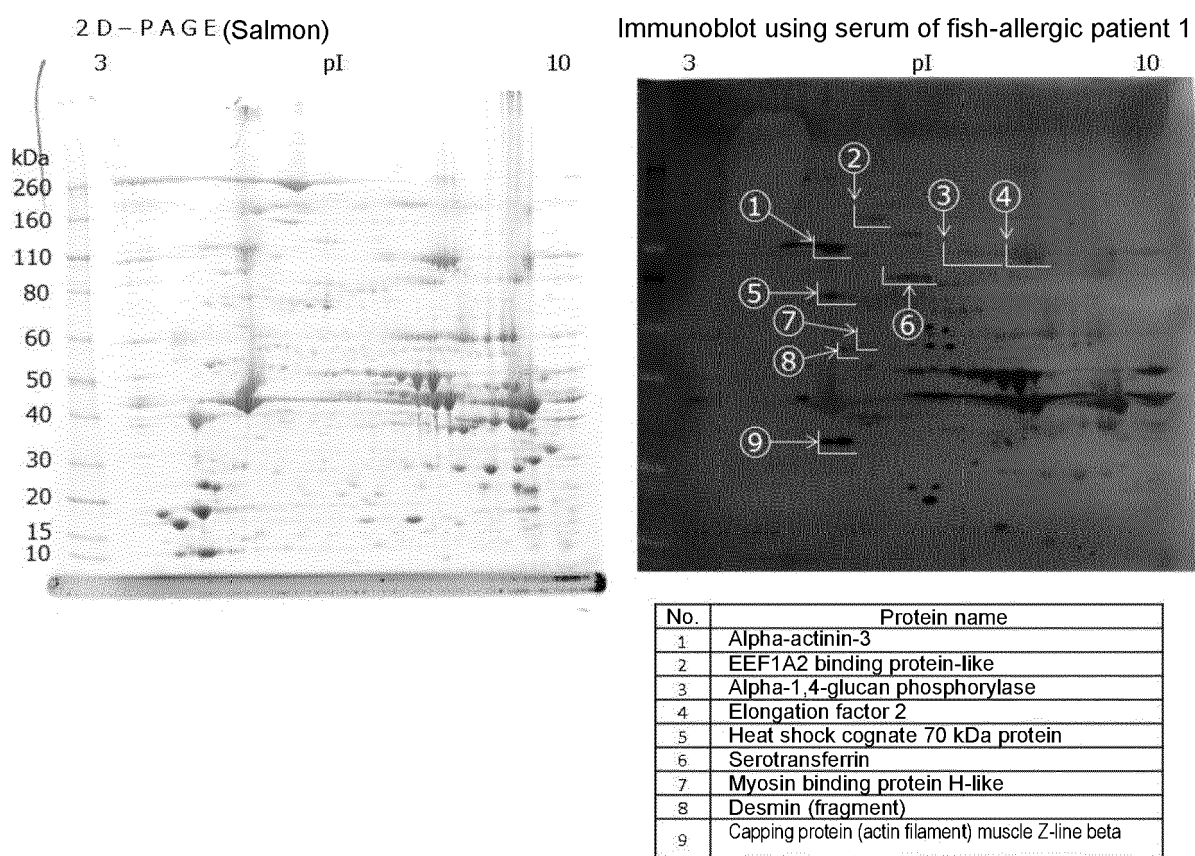 2D-PAGE (Salmon)
3 pI 10
kDa
260
160
110
80
60
50
40
30
20
15
10
Immunoblot using serum of fish-allergic patient 1
3 pI 10
②
③ ④
①
⑤
⑥
⑦
⑧
⑨
No. Protein name
1 Alpha-actinin-3
2 EEF1A2 binding protein-like
3 Alpha-1,4-glucan phosphorylase
4 Elongation factor 2
5 Heat shock cognate 70 kDa protein
6 Serotransferrin
7 Myosin binding protein H-like
8 Desmin (fragment)
9 Capping protein (actin filament) muscle Z-line beta